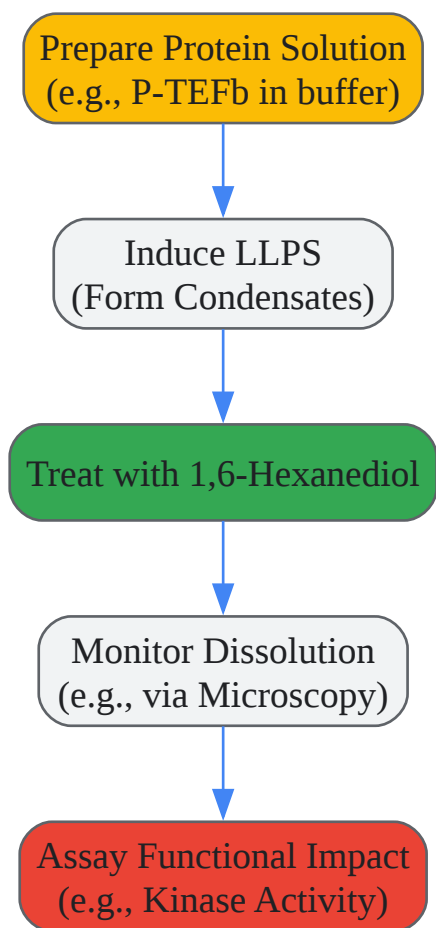 Prepare Protein Solution
(e.g., P-TEFb in buffer)
Induce LLPS
(Form Condensates)
Treat with 1,6-Hexanediol
Monitor Dissolution
(e.g., via Microscopy)
Assay Functional Impact
(e.g., Kinase Activity)